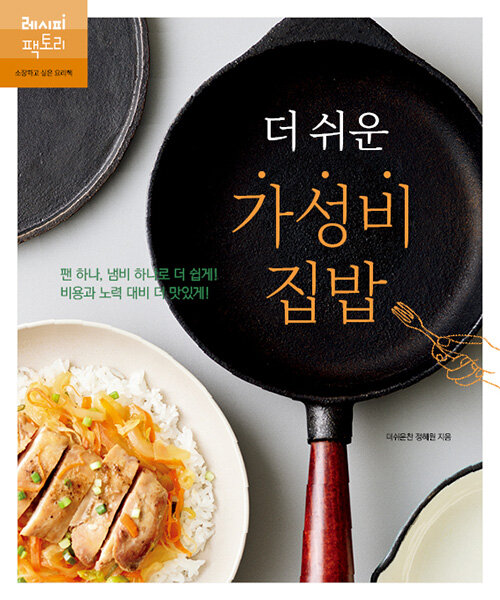 레시피
팩토리
소장하고 싶은 요리책
더 쉬운
가성비
집밥
팬 하나, 냄비 하나로 더 쉽게!
비용과 노력 대비 더 맛있게!
더쉬운찬 정혜원 지음